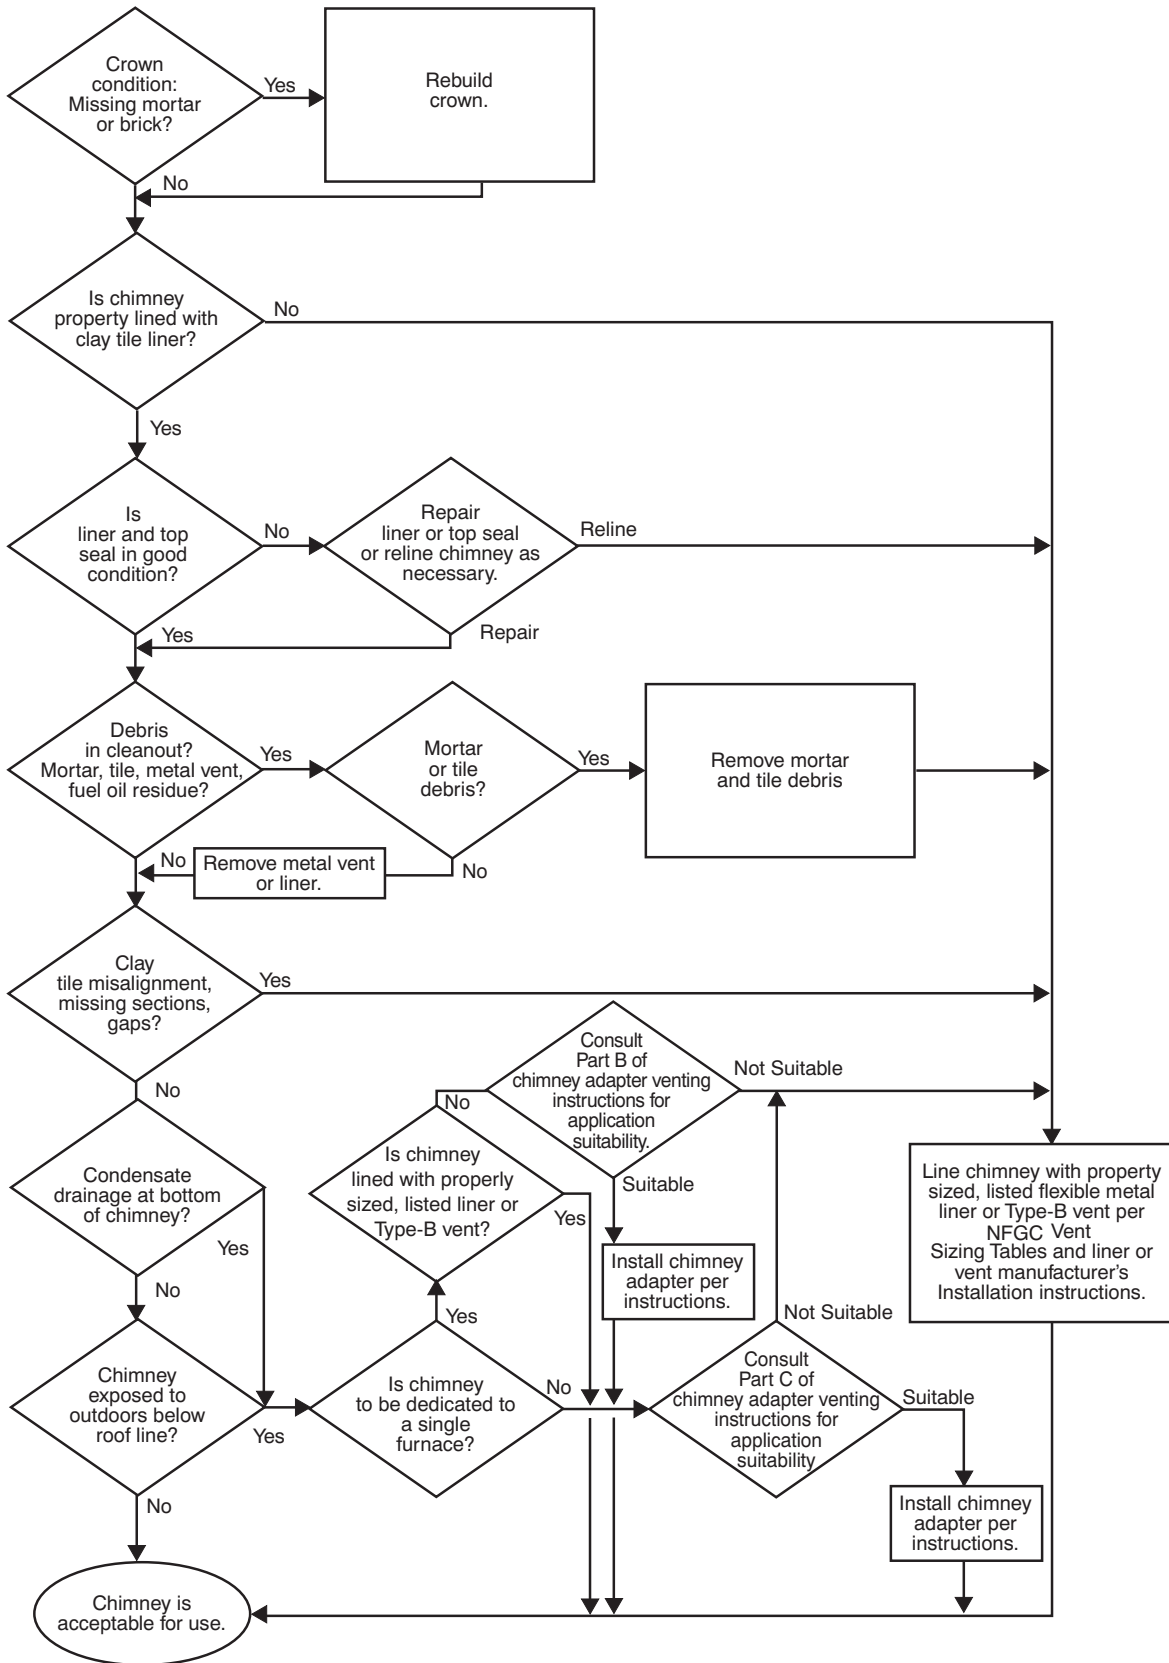 Crown
condition:
Missing mortar
or brick?
Yes
Rebuild
crown.
No
Is chimney
property lined with
clay tile liner?
No
Yes
Is
liner and top
seal in good
condition?
No
Repair
liner or top seal
or reline chimney as
necessary.
Reline
Yes
Repair
Debris
in cleanout?
Mortar, tile, metal vent,
fuel oil residue?
Yes
Mortar
or tile
debris?
Yes
Remove mortar
and tile debris
No
Remove metal vent
or liner.
No
Clay
tile misalignment,
missing sections,
gaps?
Yes
No
Consult
Part B of
chimney adapter venting
instructions for
application
suitability.
Not Suitable
No
Suitable
Condensate
drainage at bottom
of chimney?
Yes
No
Is chimney
lined with properly
sized, listed liner or
Type-B vent?
Yes
Install chimney
adapter per
instructions.
Line chimney with property
sized, listed flexible metal
liner or Type-B vent per
NFGC Vent
Sizing Tables and liner or
vent manufacturer's
Installation instructions.
Yes
Not Suitable
Chimney
exposed to
outdoors below
roof line?
Yes
No
Is chimney
to be dedicated to
a single
furnace?
No
Consult
Part C of
chimney adapter venting
instructions for
application
suitability
Suitable
Install chimney
adapter per
instructions.
Chimney is
acceptable for use.